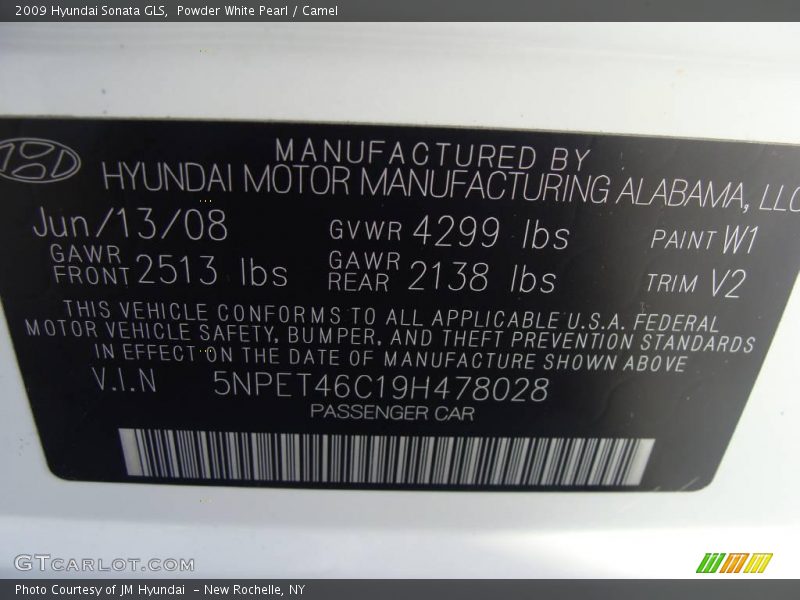 2009 Hyundai Sonata GLS, Powder White Pearl / Camel
MANUFACTURED BY
HYUNDAI MOTOR MANUFACTURING ALABAMA, LLC
Jun/13/08 GVWR 4299 lbs PAINT W1
GAWR FRONT 2513 lbs GAWR REAR 2138 lbs TRIM V2
THIS VEHICLE CONFORMS TO ALL APPLICABLE U.S.A. FEDERAL
MOTOR VEHICLE SAFETY, BUMPER, AND THEFT PREVENTION STANDARDS
IN EFFECT ON THE DATE OF MANUFACTURE SHOWN ABOVE
V.I.N 5NPET46C19H478028
PASSENGER CAR
GTCARLOT.COM
Photo Courtesy of JM Hyundai - New Rochelle, NY